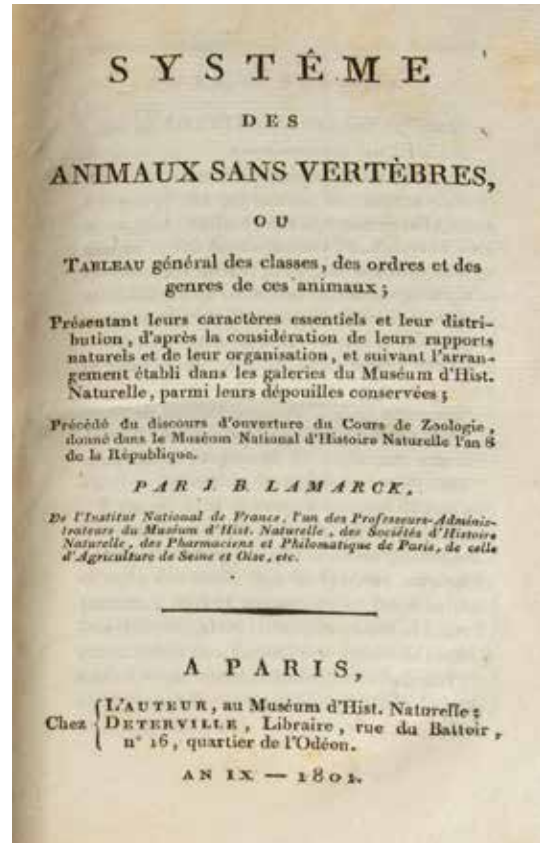 SYSTÊME
DES
ANIMAUX SANS VERTÈBRES,
OU
TABLEAU général des classes, des ordres et des
genres de ces animaux ;
Présentant leurs caractères essentiels et leur distri-
bution, d'après la considération de leurs rapports
naturels et de leur organisation, et suivant l'arran-
gement établi dans les galeries du Muséum d'Hist.
Naturelle, parmi leurs dépouilles conservées ;
Précédé du discours d'ouverture du Cours de Zoologie,
donné dans le Muséum National d'Histoire Naturelle l'an 8
de la République.
PAR J. B. LAMARCK,
De l'Institut National de France, l'un des Professeurs-Adminis-
trateurs du Muséum d'Hist. Naturelle, des Sociétés d'Histoire
Naturelle, des Pharmaciens et Philomatique de Paris, de celle
d'Agriculture de Seine et Oise, etc.
A PARIS,
L'AUTEUR, au Muséum d'Hist. Naturelle ;
Chez DETERVILLE, Libraire, rue du Battoir,
n° 16, quartier de l'Odéon.
AN IX — 1801.